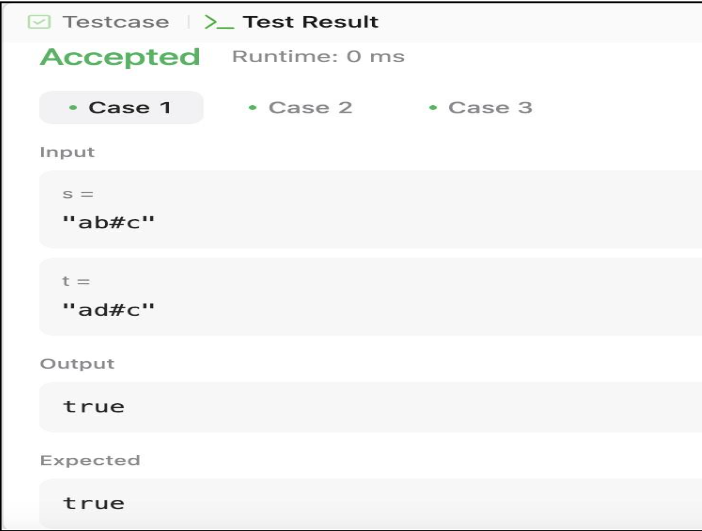 Testcase | >_ Test Result
Accepted Runtime: 0 ms
• Case 1 • Case 2 • Case 3
Input
s =
"ab#c"
t =
"ad#c"
Output
true
Expected
true